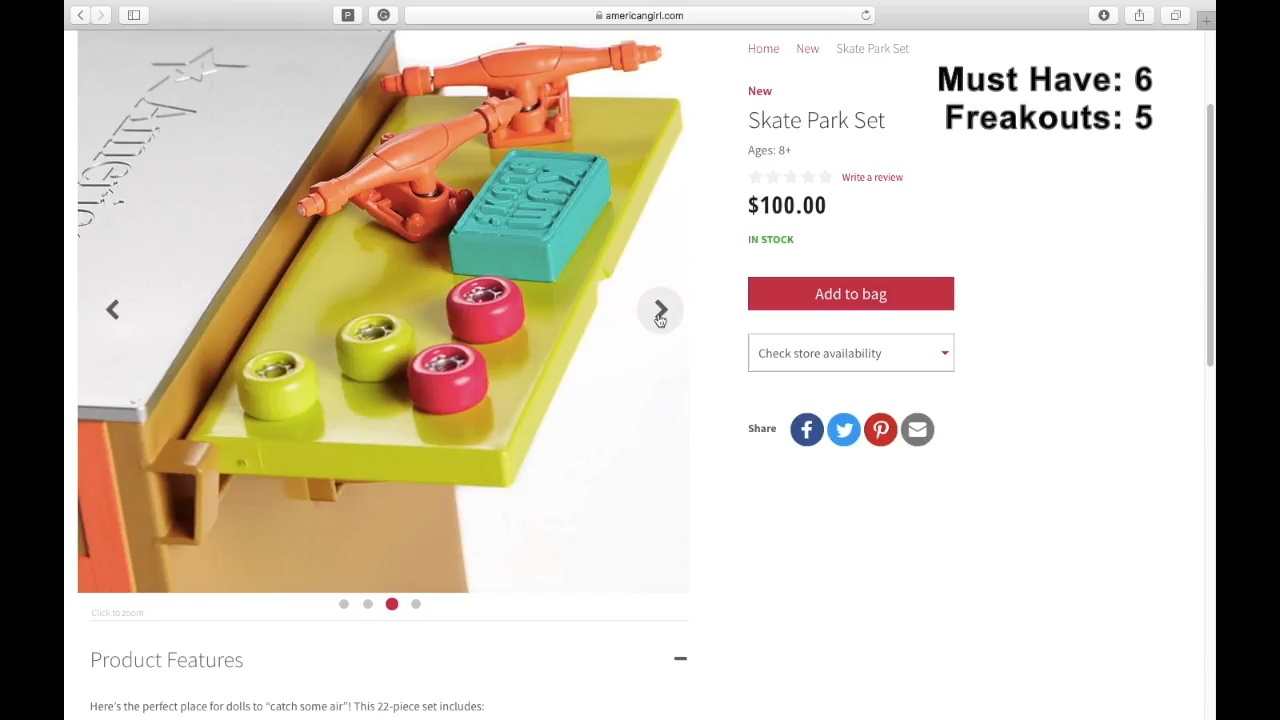 P
americangirl.com
Home New Skate Park Set
Must Have: 6
Freakouts: 5
New
Skate Park Set
Ages: 8+
Write a review
$100.00
IN STOCK
Add to bag
Check store availability
Share
Click to zoom
Product Features
Here's the perfect place for dolls to “catch some air”! This 22-piece set includes: